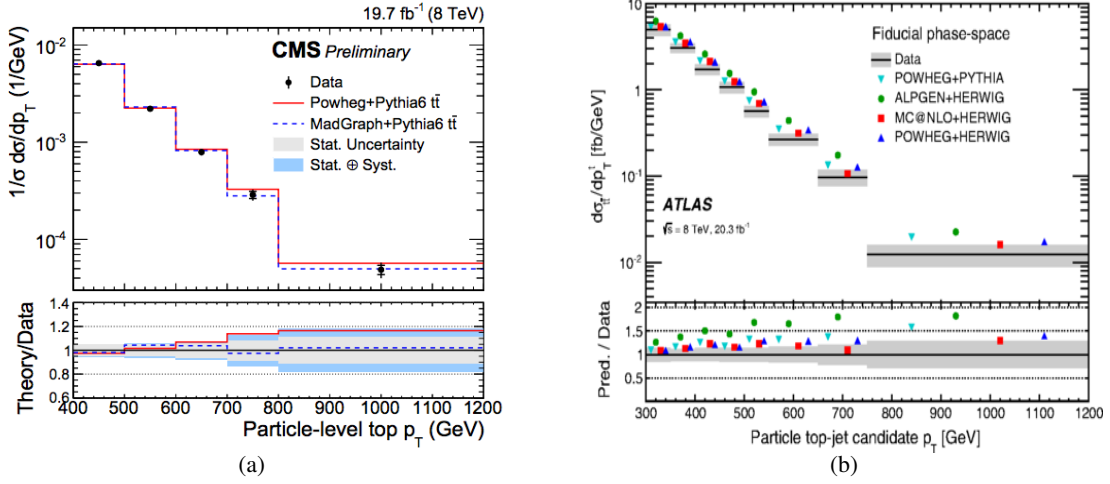 19.7 fb⁻¹ (8 TeV)
CMS Preliminary
Data
Powheg+Pythia6 tt̄
MadGraph+Pythia6 tt̄
Stat. Uncertainty
Stat. ⊕ Syst.
1/σ dσ/dp_T (1/GeV)
10⁻²
10⁻³
10⁻⁴
Theory/Data
1.4
1.2
1
0.8
0.6
400 500 600 700 800 900 1000 1100 1200
Particle-level top p_T (GeV)
(a)
Fiducial phase-space
Data
POWHEG+PYTHIA
ALPGEN+HERWIG
MC@NLO+HERWIG
POWHEG+HERWIG
ATLAS
√s = 8 TeV, 20.3 fb⁻¹
dσ_tt̄/dp_T^t [fb/GeV]
10
1
10⁻¹
10⁻²
Pred. / Data
2
1.5
1
0.5
300 400 500 600 700 800 900 1000 1100 1200
Particle top-jet candidate p_T [GeV]
(b)